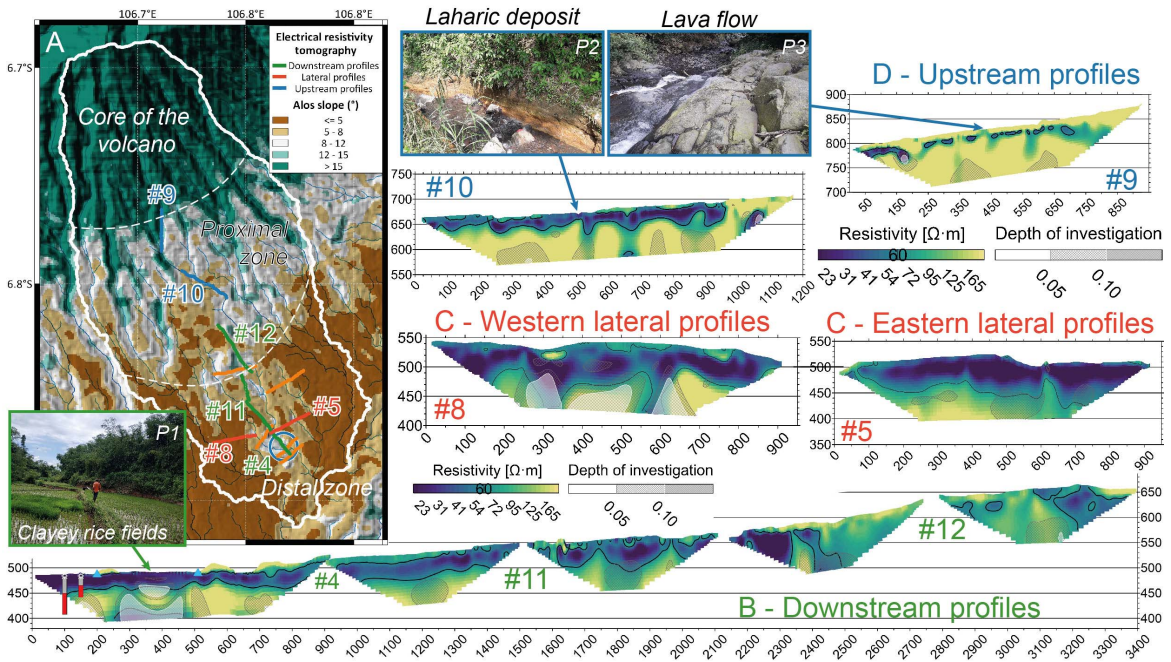 A
106.7°
106.8°
106.8°
6.7°S
6.8°S
Electrical resistivity
tomography
Downstream profiles
Lateral profiles
Upstream profiles
Alos slope (°)
<= 5
5 - 8
8 - 12
12 - 15
> 15
Core of the
volcano
Proximal
zone
Distal zone
#9
#10
#12
#11
#5
#8
#4
P1
Clayey rice fields
Laharic deposit
P2
Lava flow
P3
D - Upstream profiles
900
850
800
750
700
#9
50 150 250 350 450 550 650 750 850
750
700
650
600
550
#10
0 100 200 300 400 500 600 700 800 900 1000 1100 1200
Resistivity [Ω·m]
60
23 31 41 54 72 95 125 165
Depth of investigation
0.05
0.10
C - Western lateral profiles
550
500
450
400
#8
0 100 200 300 400 500 600 700 800 900
C - Eastern lateral profiles
550
500
450
400
350
#5
0 100 200 300 400 500 600 700 800 900
Resistivity [Ω·m]
60
23 31 41 54 72 95 125 165
Depth of investigation
0.05
0.10
500
450
400
#4
#11
#12
650
600
550
500
450
400
B - Downstream profiles
0 100 200 300 400 500 600 700 800 900 1000 1100 1200 1300 1400 1500 1600 1700 1800 1900 2000 2100 2200 2300 2400 2500 2600 2700 2800 2900 3000 3100 3200 3300 3400